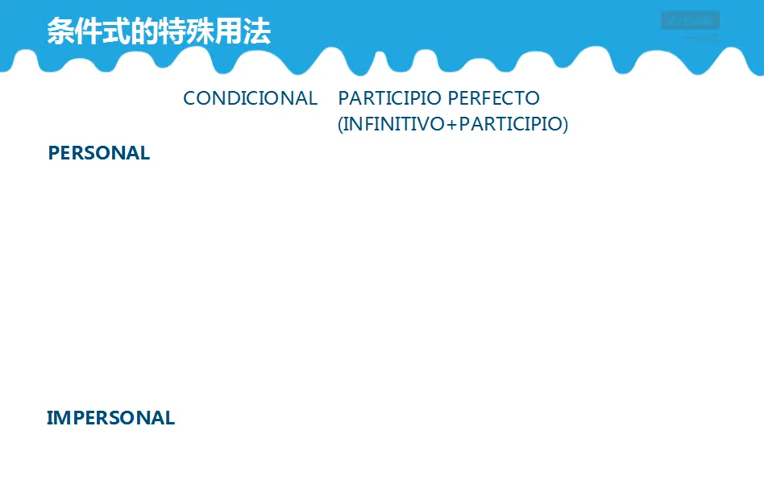 条件式的特殊用法
CONDICIONAL PARTICIPIO PERFECTO
(INFINITIVO+PARTICIPIO)
PERSONAL
IMPERSONAL